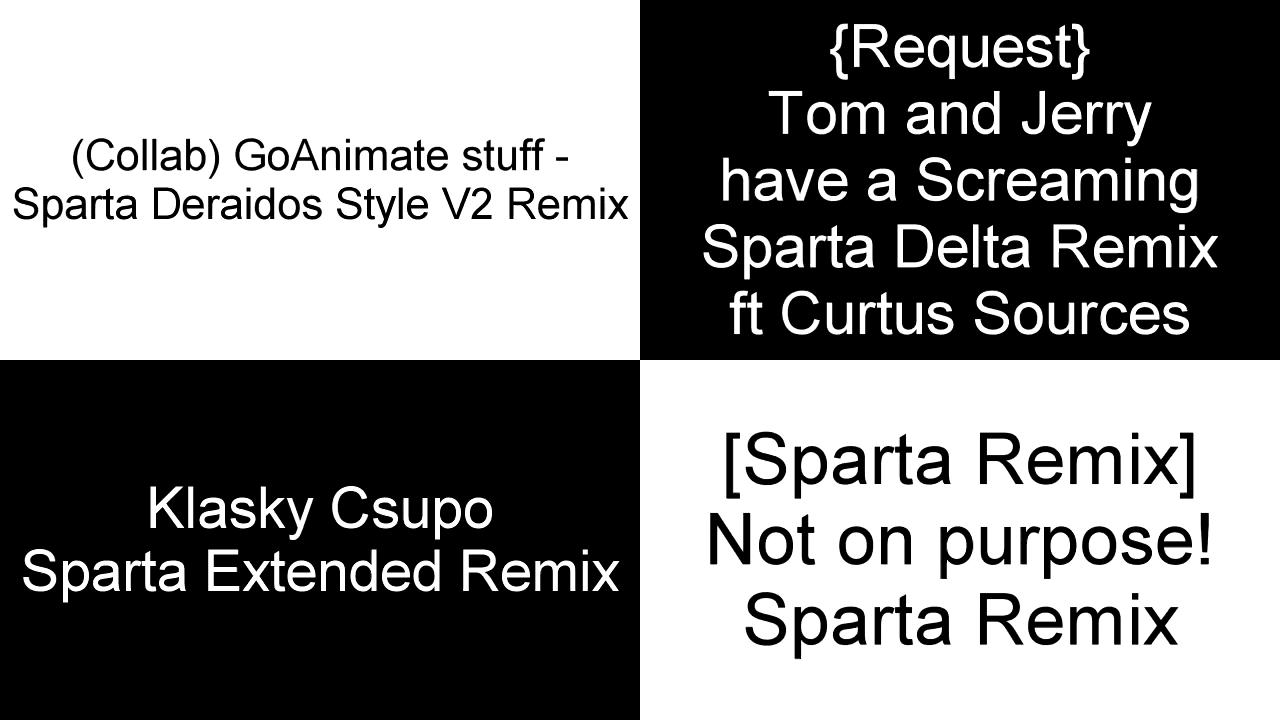 (Collab) GoAnimate stuff -
Sparta Deraidos Style V2 Remix
{Request}
Tom and Jerry
have a Screaming
Sparta Delta Remix
ft Curtus Sources
Klasky Csupo
Sparta Extended Remix
[Sparta Remix]
Not on purpose!
Sparta Remix